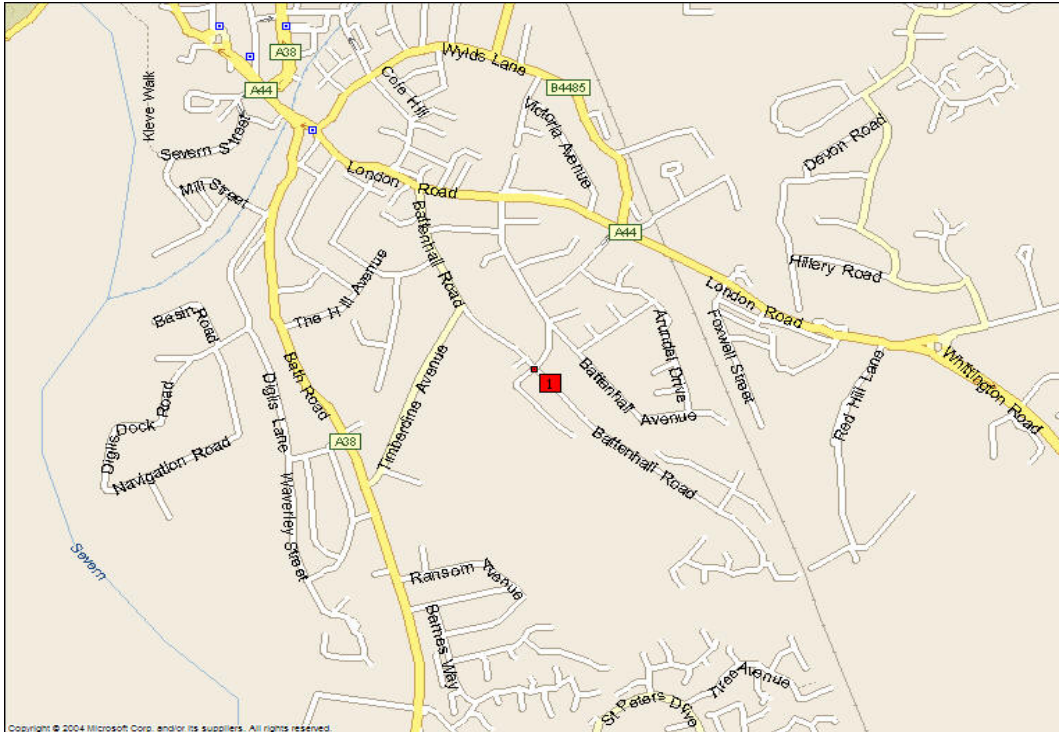 A38
Wylds Lane
A44
B4485
Cole Hill
Victoria Avenue
Kleve Walk
Severn Street
Devon Road
Mill Street
London Road
Battenhall Road
A44
Hillery Road
London Road
The Hill Avenue
Basin Road
Arundel Drive
Foxwell Street
Whittington Road
Red Hill Lane
Bath Road
Timberdine Avenue
1
Battenhall Avenue
Diglis Dock Road
Diglis Lane
A38
Battenhall Road
Navigation Road
Waverley Street
Severn
Ransom Avenue
Barnes Way
Tiree Avenue
St Peters Drive
Copyright © 2004 Microsoft Corp. and/or its suppliers. All rights reserved.